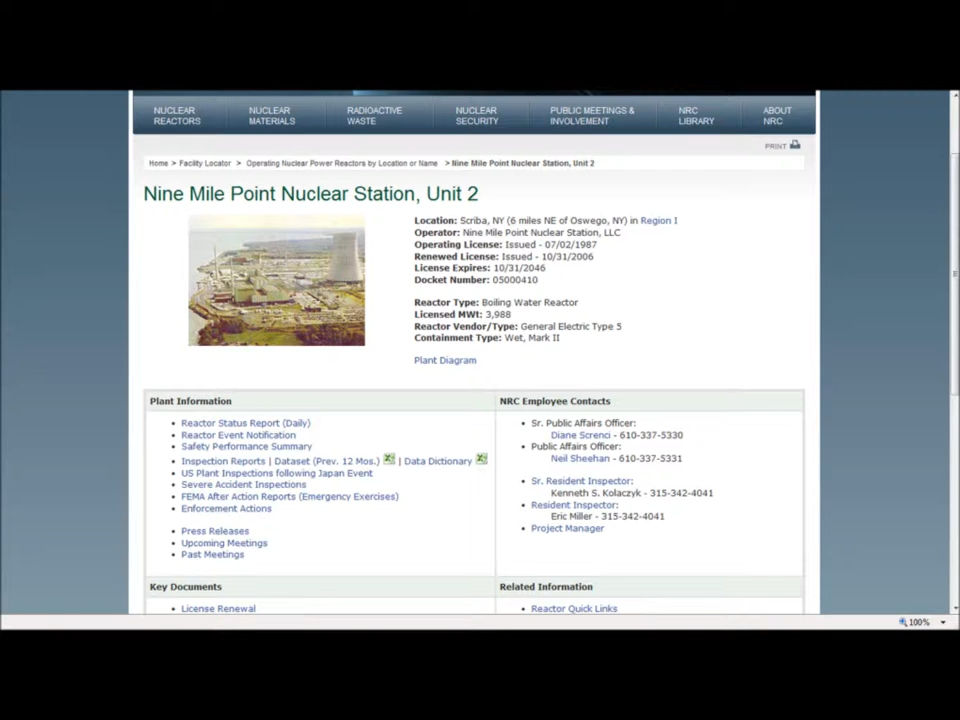 NUCLEAR REACTORS
NUCLEAR MATERIALS
RADIOACTIVE WASTE
NUCLEAR SECURITY
PUBLIC MEETINGS & INVOLVEMENT
NRC LIBRARY
ABOUT NRC
PRINT
Home > Facility Locator > Operating Nuclear Power Reactors by Location or Name > Nine Mile Point Nuclear Station, Unit 2
Nine Mile Point Nuclear Station, Unit 2
Location: Scriba, NY (6 miles NE of Oswego, NY) in Region I
Operator: Nine Mile Point Nuclear Station, LLC
Operating License: Issued - 07/02/1987
Renewed License: Issued - 10/31/2006
License Expires: 10/31/2046
Docket Number: 05000410
Reactor Type: Boiling Water Reactor
Licensed MWt: 3,988
Reactor Vendor/Type: General Electric Type 5
Containment Type: Wet, Mark II
Plant Diagram
Plant Information
Reactor Status Report (Daily)
Reactor Event Notification
Safety Performance Summary
Inspection Reports | Dataset (Prev. 12 Mos.) | Data Dictionary
US Plant Inspections following Japan Event
Severe Accident Inspections
FEMA After Action Reports (Emergency Exercises)
Enforcement Actions
Press Releases
Upcoming Meetings
Past Meetings
NRC Employee Contacts
Sr. Public Affairs Officer:
Diane Screnci - 610-337-5330
Public Affairs Officer:
Neil Sheehan - 610-337-5331
Sr. Resident Inspector:
Kenneth S. Kolaczyk - 315-342-4041
Resident Inspector:
Eric Miller - 315-342-4041
Project Manager
Key Documents
License Renewal
Related Information
Reactor Quick Links
100%